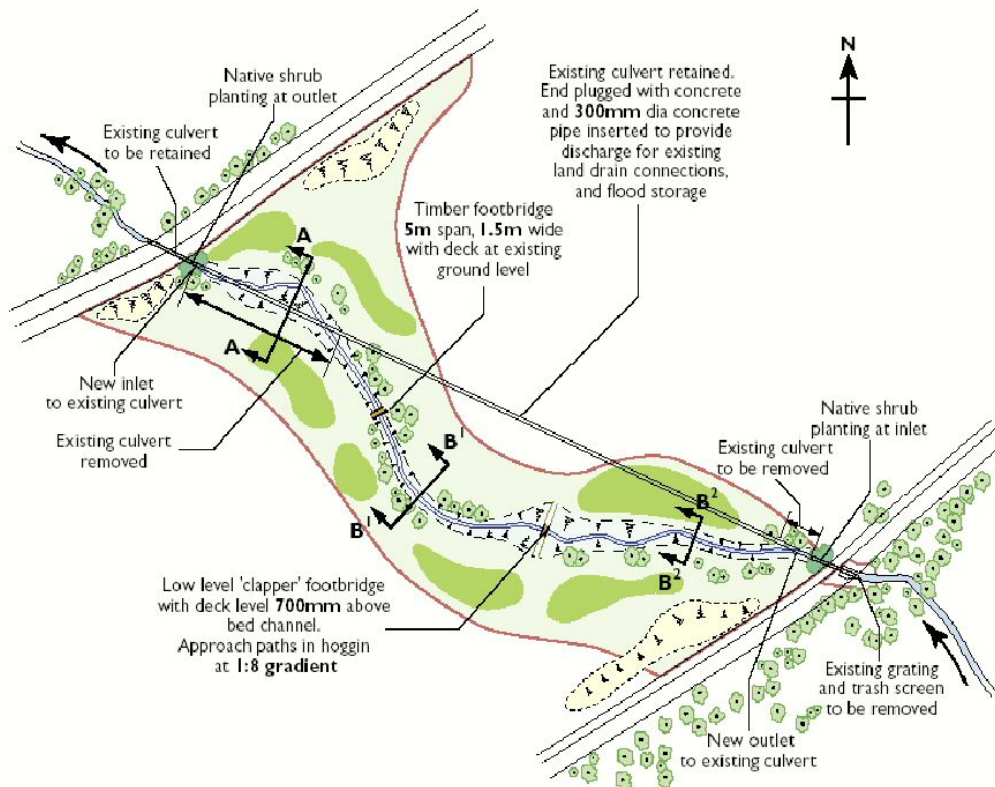 Native shrub
planting at outlet
Existing culvert
to be retained
Existing culvert retained.
End plugged with concrete
and 300mm dia concrete
pipe inserted to provide
discharge for existing
land drain connections,
and flood storage
N
Timber footbridge
5m span, 1.5m wide
with deck at existing
ground level
A
A
New inlet
to existing culvert
Existing culvert
removed
B¹
B¹
Native shrub
planting at inlet
Existing culvert
to be removed
B²
B²
Low level 'clapper' footbridge
with deck level 700mm above
bed channel.
Approach paths in hoggin
at 1:8 gradient
Existing grating
and trash screen
to be removed
New outlet
to existing culvert